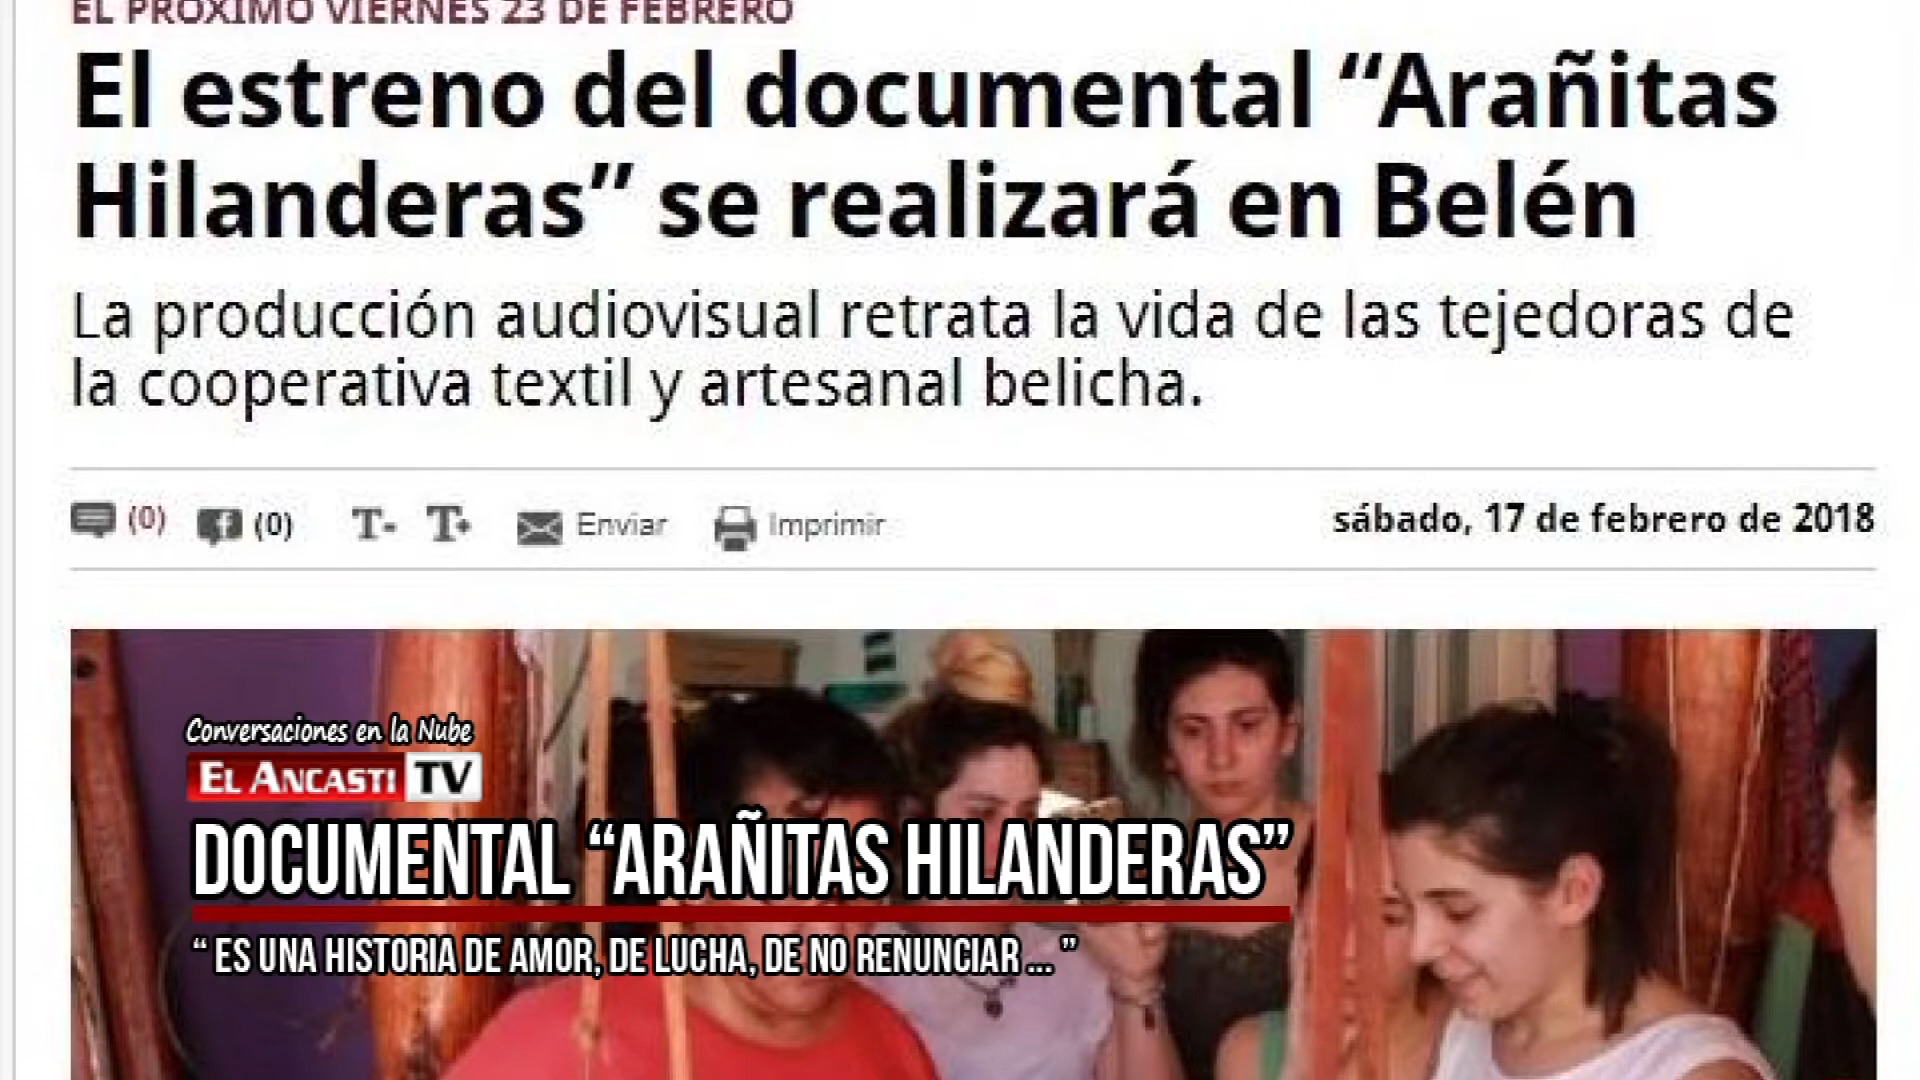 EL PRÓXIMO VIERNES 23 DE FEBRERO
El estreno del documental “Arañitas
Hilanderas” se realizará en Belén
La producción audiovisual retrata la vida de las tejedoras de
la cooperativa textil y artesanal belicha.
(0) (0) T- T+ Enviar Imprimir sábado, 17 de febrero de 2018
Conversaciones en la Nube
EL ANCASTI TV
DOCUMENTAL “ARAÑITAS HILANDERAS”
“ ES UNA HISTORIA DE AMOR, DE LUCHA, DE NO RENUNCIAR ... ”